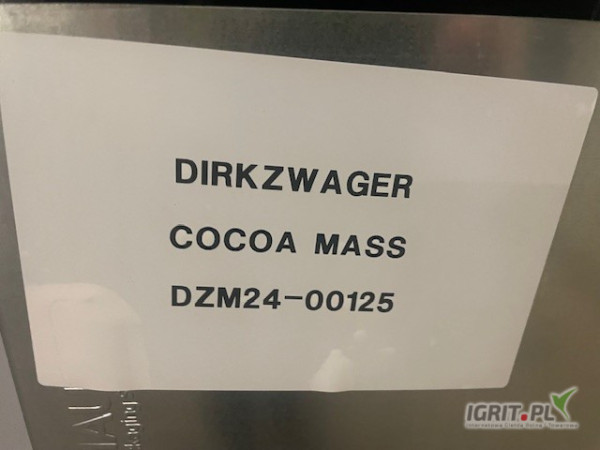 DIRKZWAGER
COCOA MASS
DZM24-00125
IGRIT.PL